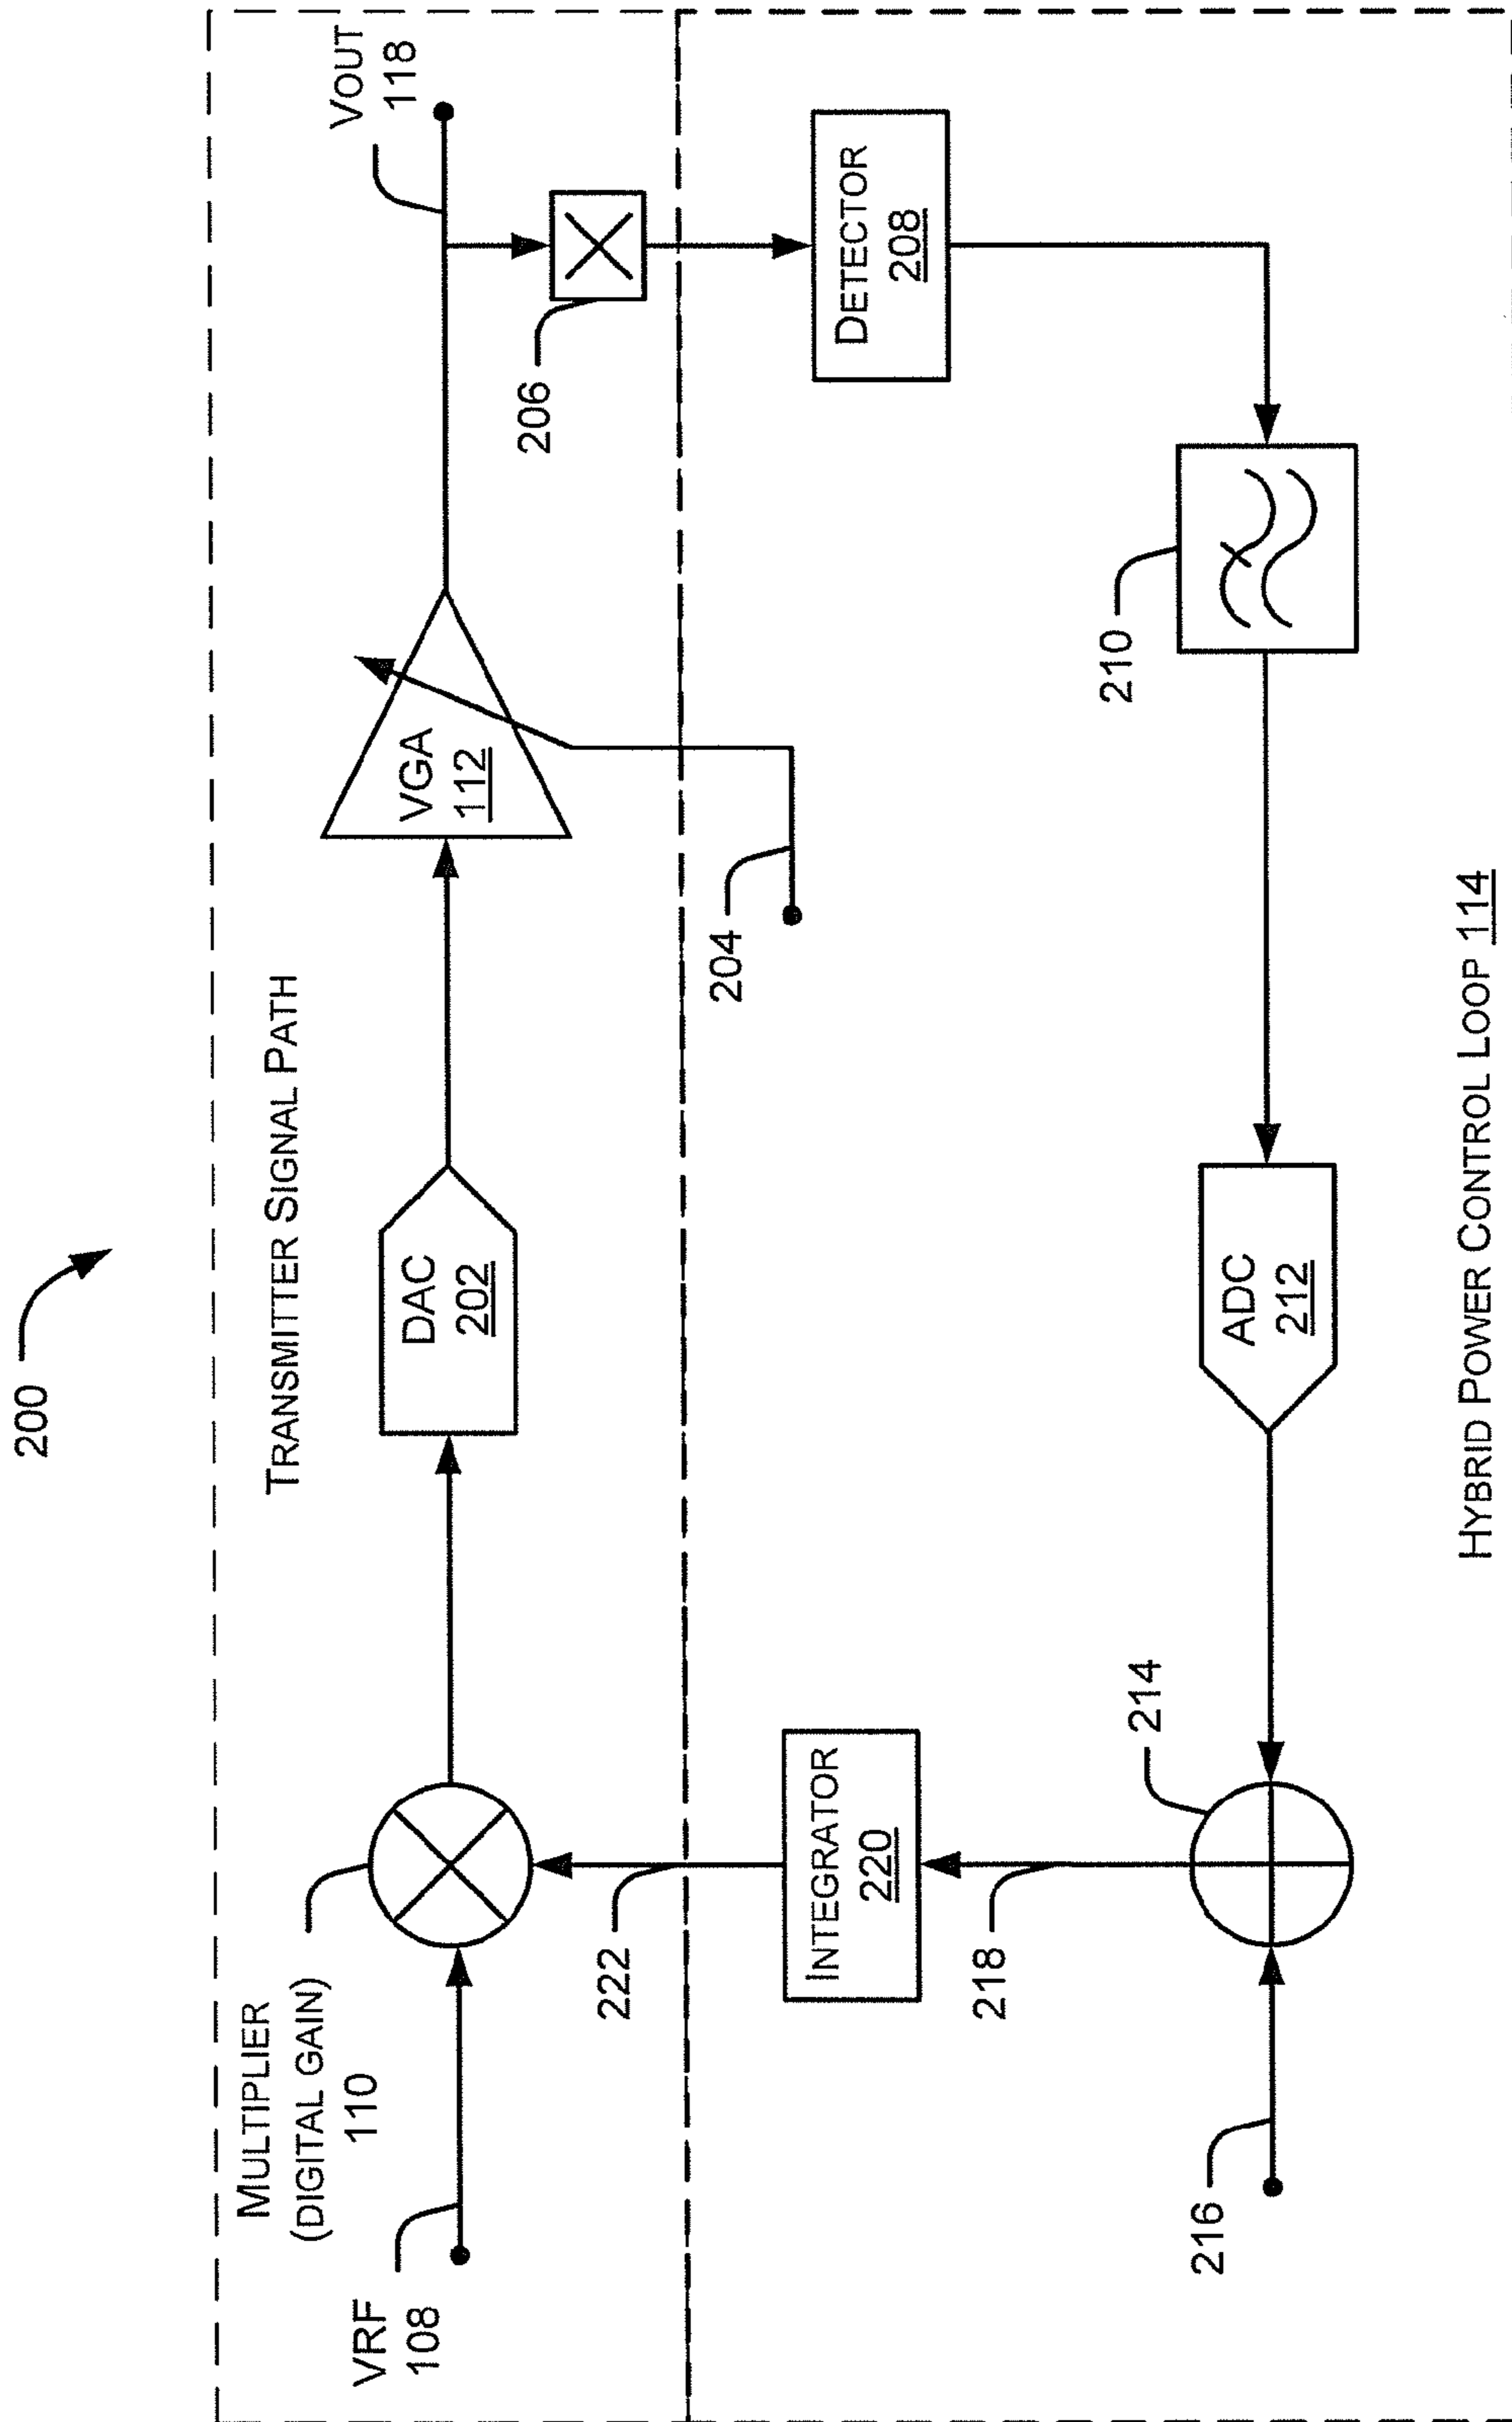 200
TRANSMITTER SIGNAL PATH
MULTIPLIER
(DIGITAL GAIN)
110
VRF
108
DAC
202
VGA
112
VOUT
118
206
204
222
INTEGRATOR
220
DETECTOR
208
218
210
214
216
ADC
212
HYBRID POWER CONTROL LOOP 114